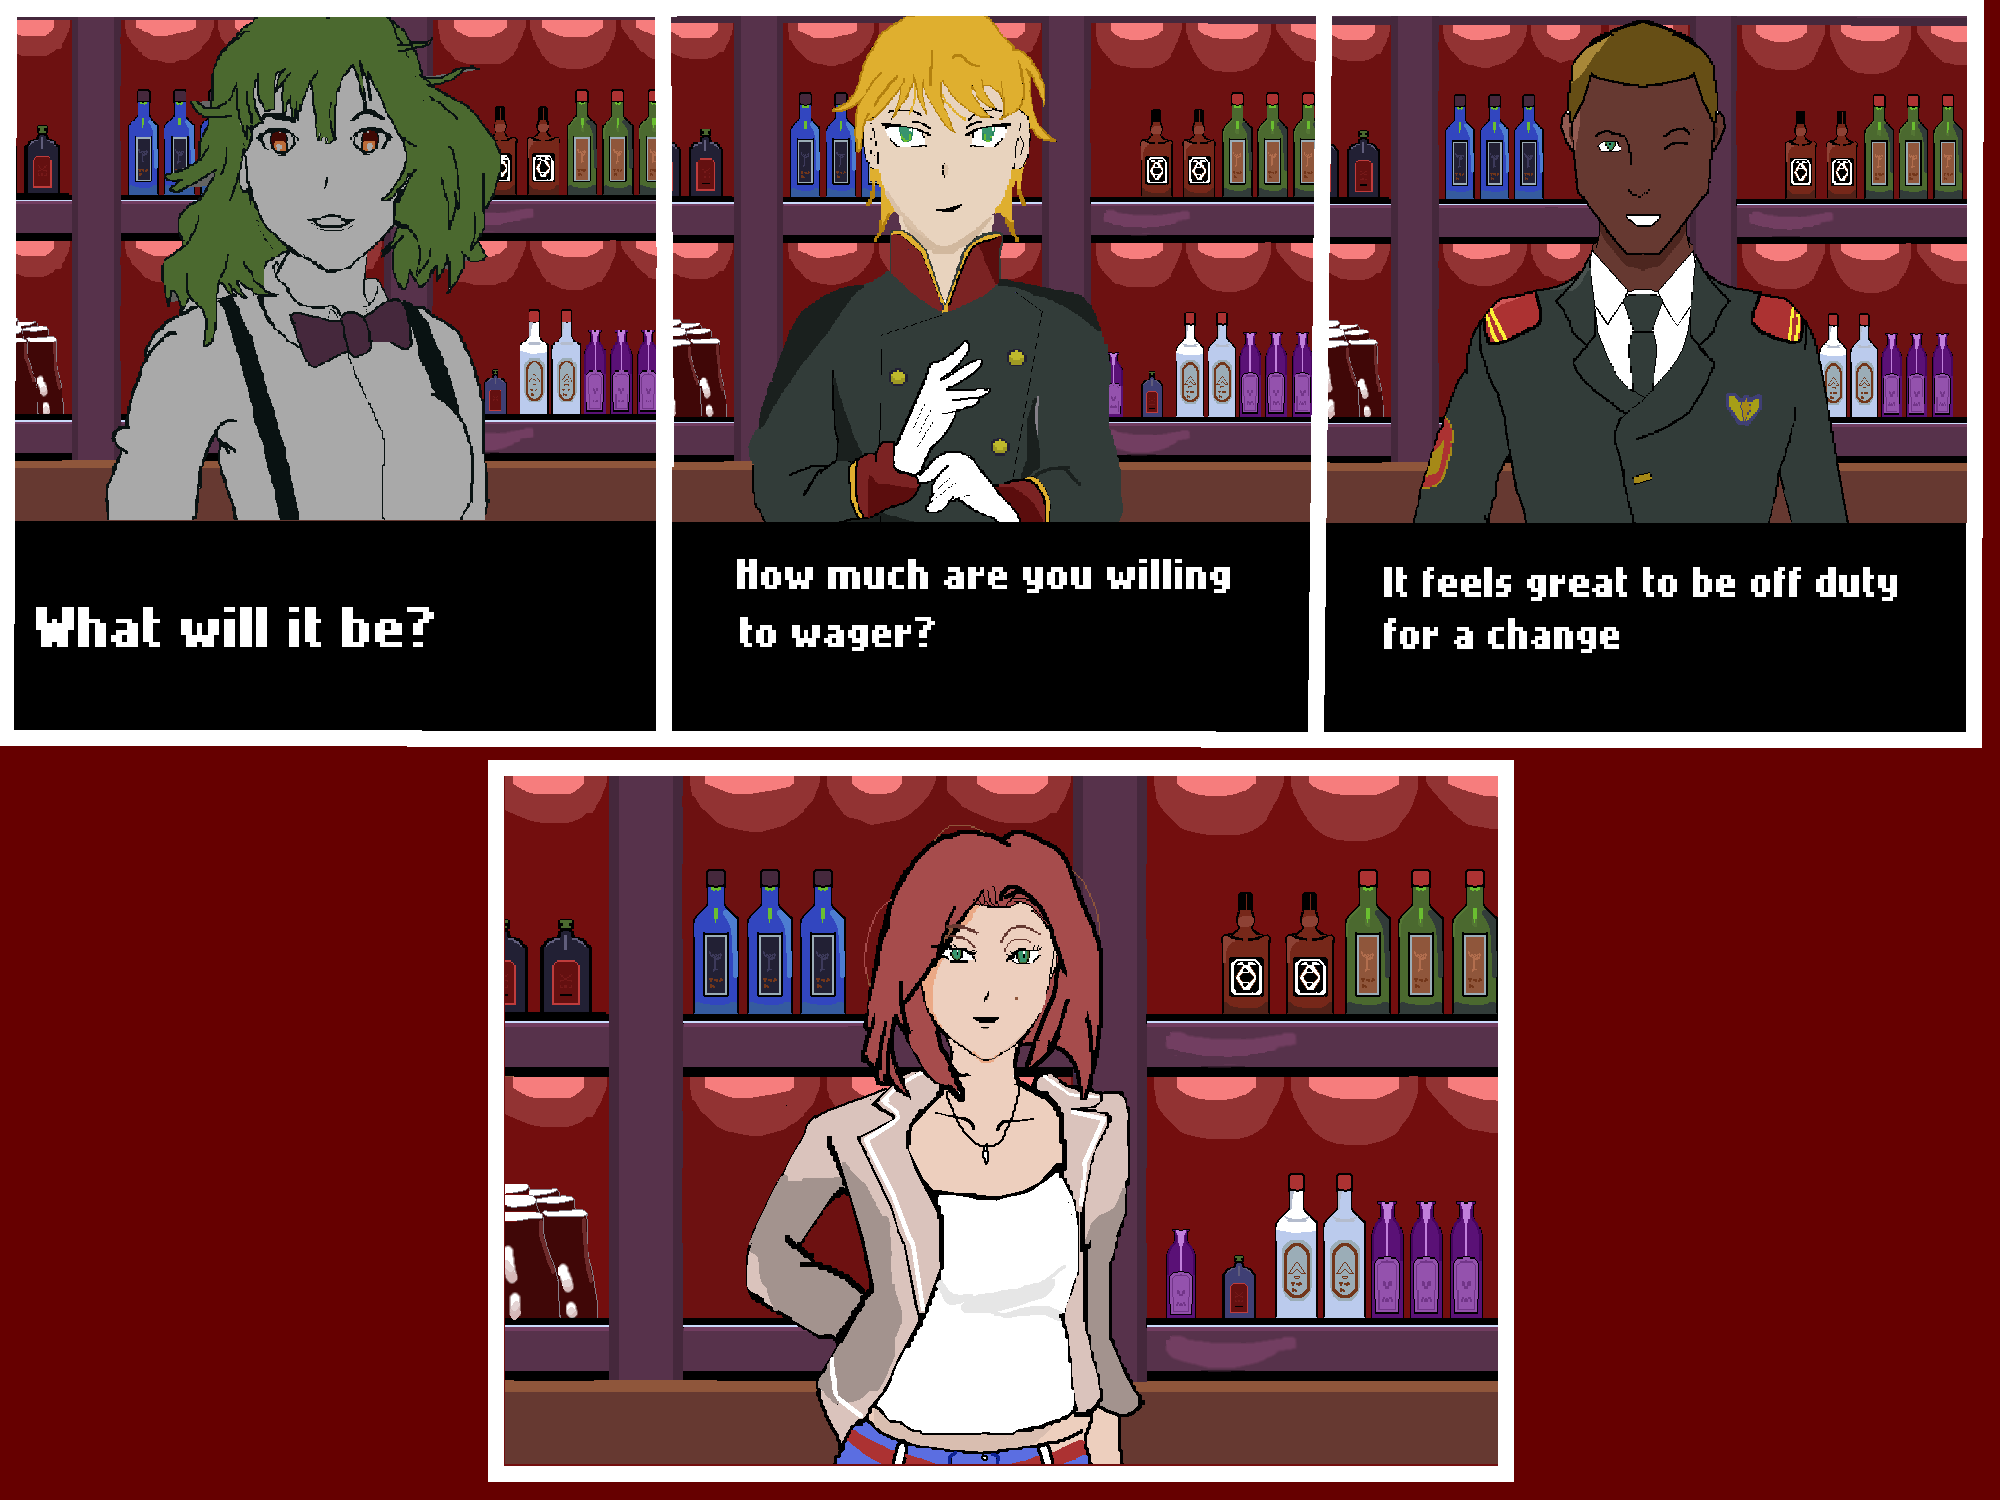 What will it be?
How much are you willing
to wager?
It feels great to be off duty
for a change